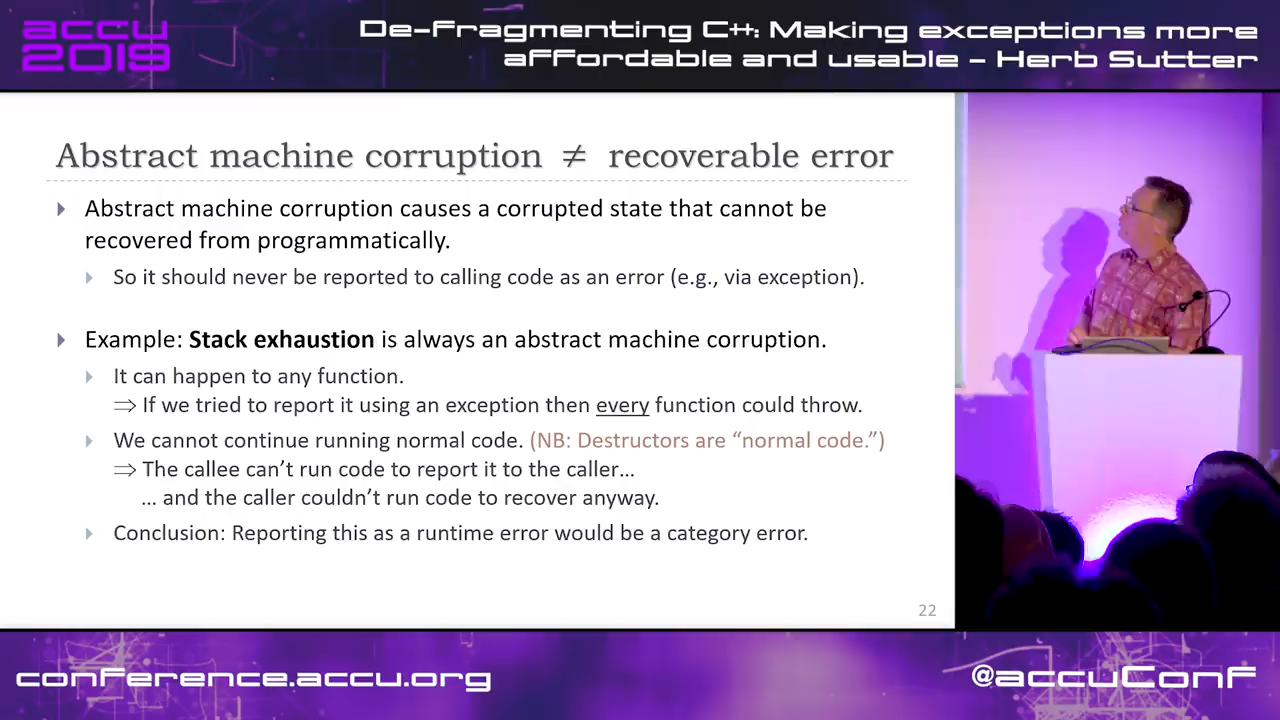 accu
2019
De-Fragmenting C++: Making exceptions more
affordable and usable - Herb Sutter
Abstract machine corruption ≠ recoverable error
Abstract machine corruption causes a corrupted state that cannot be
recovered from programmatically.
So it should never be reported to calling code as an error (e.g., via exception).
Example: Stack exhaustion is always an abstract machine corruption.
It can happen to any function.
⇒ If we tried to report it using an exception then every function could throw.
We cannot continue running normal code. (NB: Destructors are “normal code.”)
⇒ The callee can’t run code to report it to the caller…
… and the caller couldn’t run code to recover anyway.
Conclusion: Reporting this as a runtime error would be a category error.
22
conference.accu.org
@accuConf